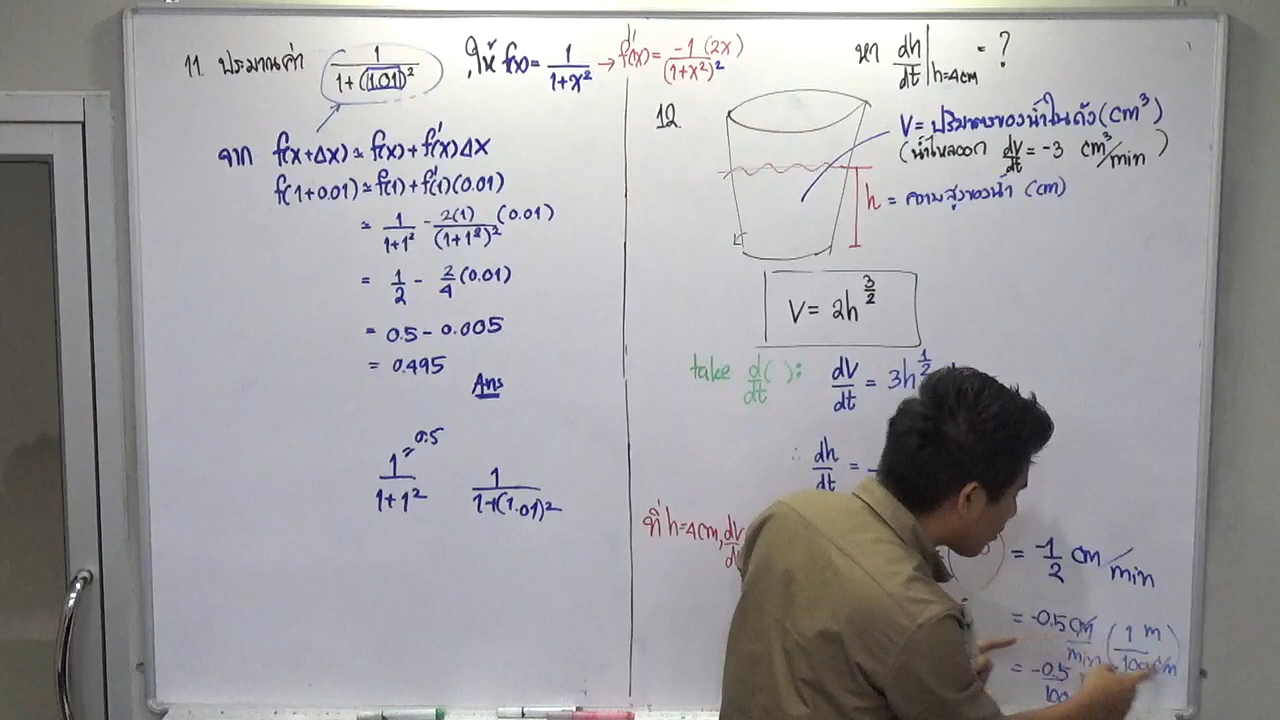 11. ประมาณค่า 1/(1+(1.01)²)
ให้ f(x) = 1/(1+x²) → f'(x) = -1(2x)/(1+x²)²
จาก f(x+Δx) ≃ f(x) + f'(x)Δx
f(1+0.01) ≃ f(1) + f'(1)(0.01)
≃ 1/(1+1²) - 2(1)/(1+1²)² (0.01)
= 1/2 - 2/4 (0.01)
= 0.5 - 0.005
= 0.495
Ans
1/(1+1²) = 0.5
1/(1+(1.01)²)
หา dh/dt |h=4cm = ?
12
V = ปริมาตรของน้ำในถัง (cm³)
(น้ำไหลออก dv/dt = -3 cm³/min)
h = ความสูงของน้ำ (cm)
V = 2h^(3/2)
take d( )/dt : dV/dt = 3h^(1/2)
∴ dh/dt = -
ที่ h=4cm, dv
= -1/2 cm/min
= -0.5 cm/min (1 m/100 cm)
= -0.5/100